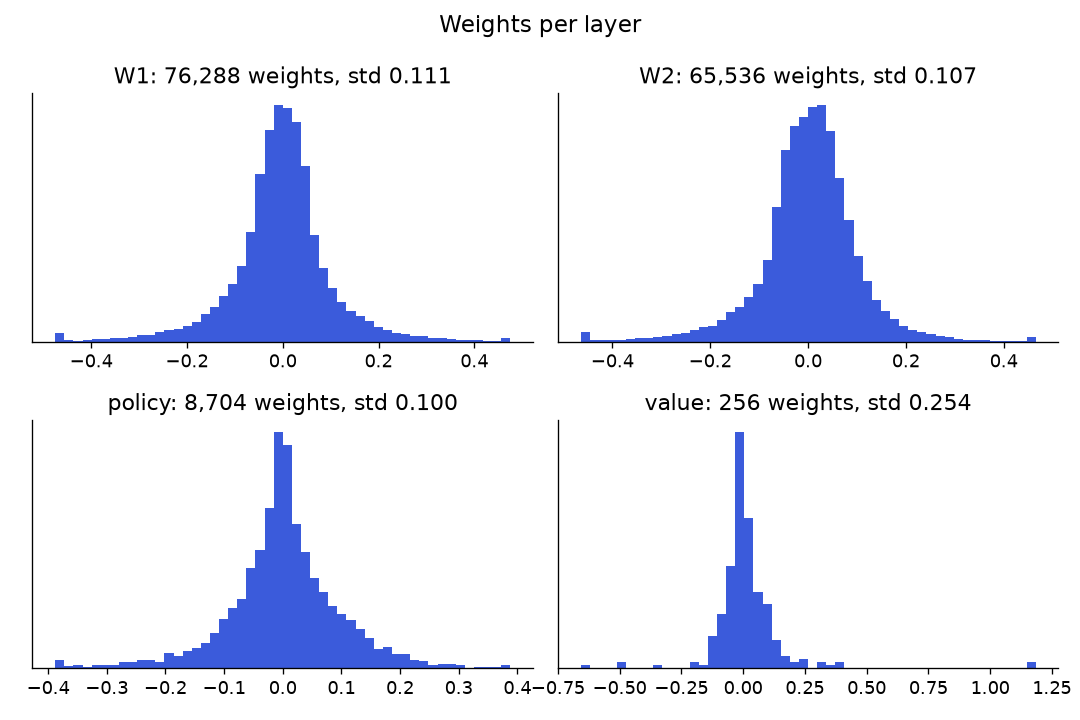 Weights per layer
W1: 76,288 weights, std 0.111
W2: 65,536 weights, std 0.107
−0.4 −0.2 0.0 0.2 0.4
−0.4 −0.2 0.0 0.2 0.4
policy: 8,704 weights, std 0.100
value: 256 weights, std 0.254
−0.4 −0.3 −0.2 −0.1 0.0 0.1 0.2 0.3 0.4
−0.75 −0.50 −0.25 0.00 0.25 0.50 0.75 1.00 1.25